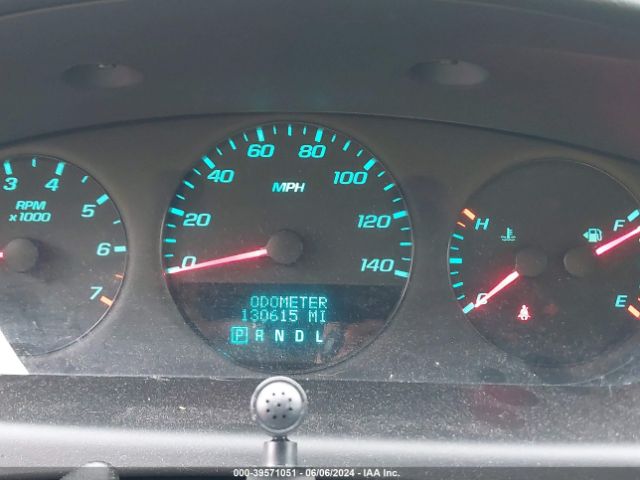 3 4 5 6 7
RPM
x1000
0 20 40 60 80 100 120 140
MPH
ODOMETER
130615 MI
P R N D L
H
C
F
E
000-39571051 - 06/06/2024 - IAA Inc.